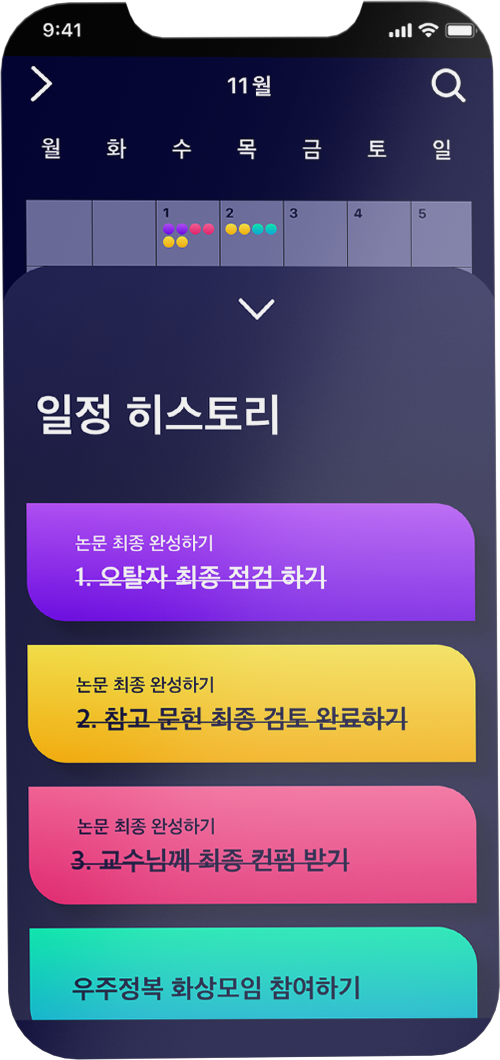 9:41
11월
월 화 수 목 금 토 일
1 2 3 4 5
일정 히스토리
논문 최종 완성하기
1. 오탈자 최종 점검 하기
논문 최종 완성하기
2. 참고 문헌 최종 검토 완료하기
논문 최종 완성하기
3. 교수님께 최종 컨펌 받기
우주정복 화상모임 참여하기